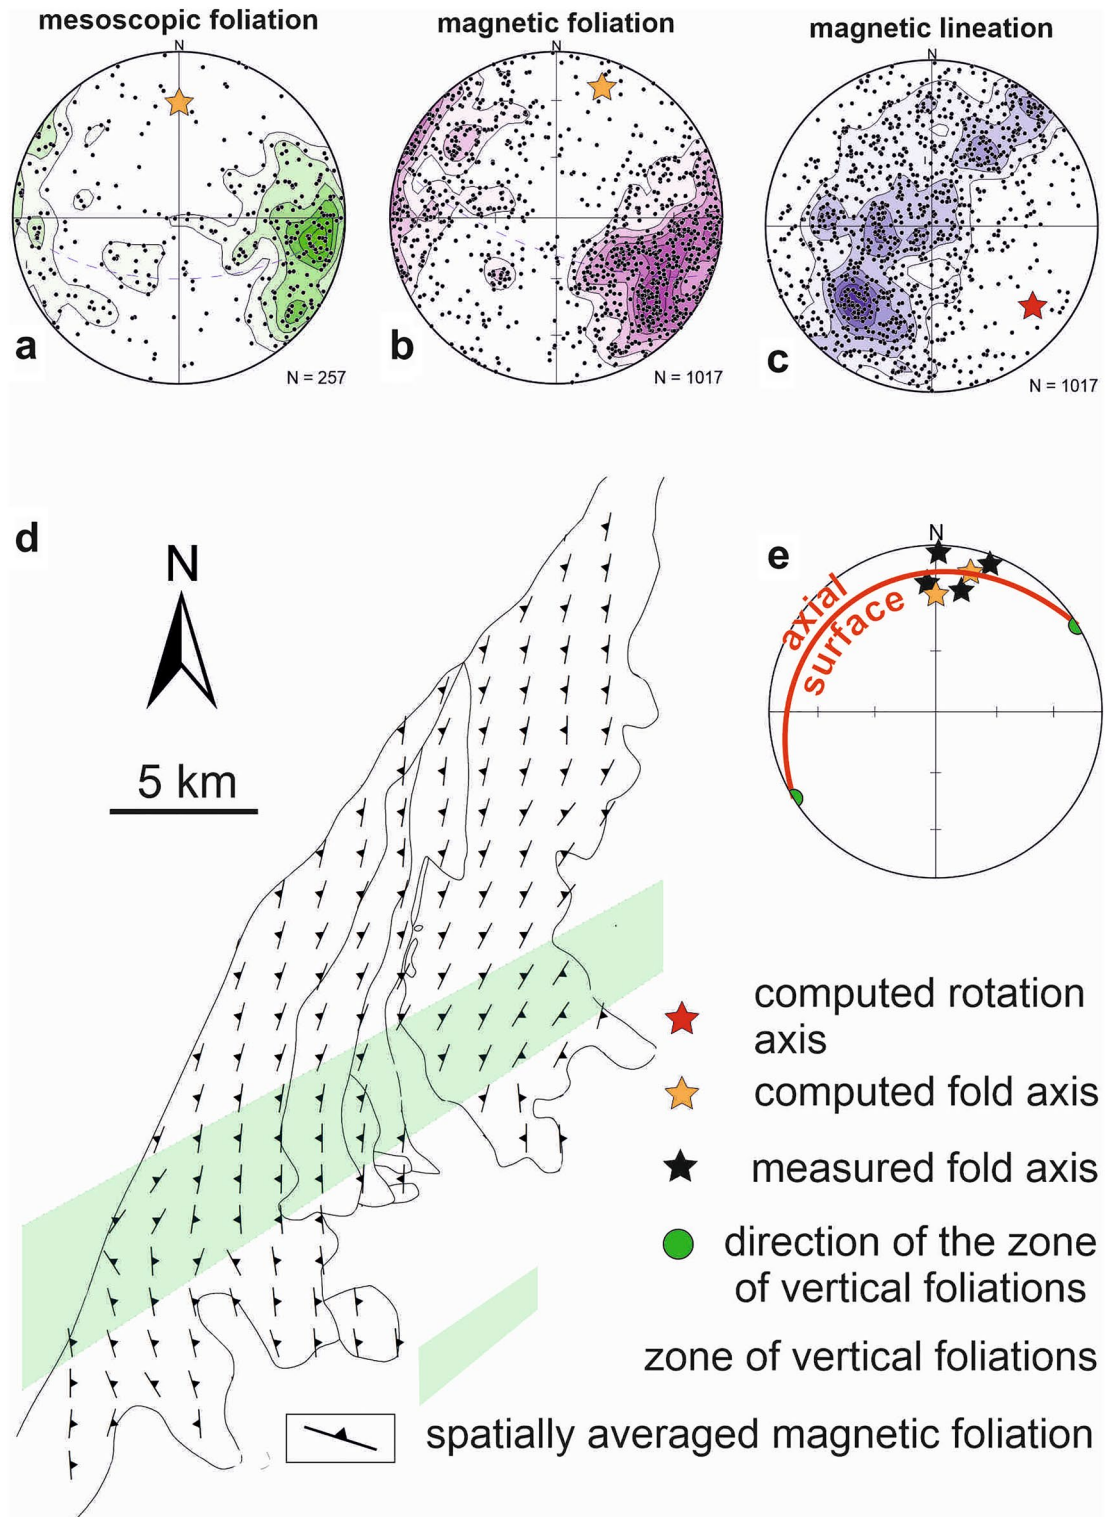 mesoscopic foliation
magnetic foliation
magnetic lineation
N
N
N
a
b
c
N = 257
N = 1017
N = 1017
d
N
5 km
e
N
axial
surface
computed rotation
axis
computed fold axis
measured fold axis
direction of the zone
of vertical foliations
zone of vertical foliations
spatially averaged magnetic foliation